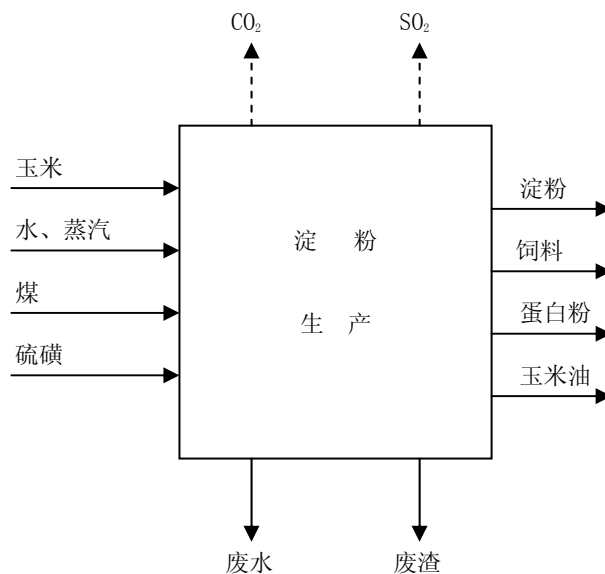 CO₂
SO₂
玉米
水、蒸汽
煤
硫磺
淀 粉
生 产
淀粉
饲料
蛋白粉
玉米油
废水
废渣